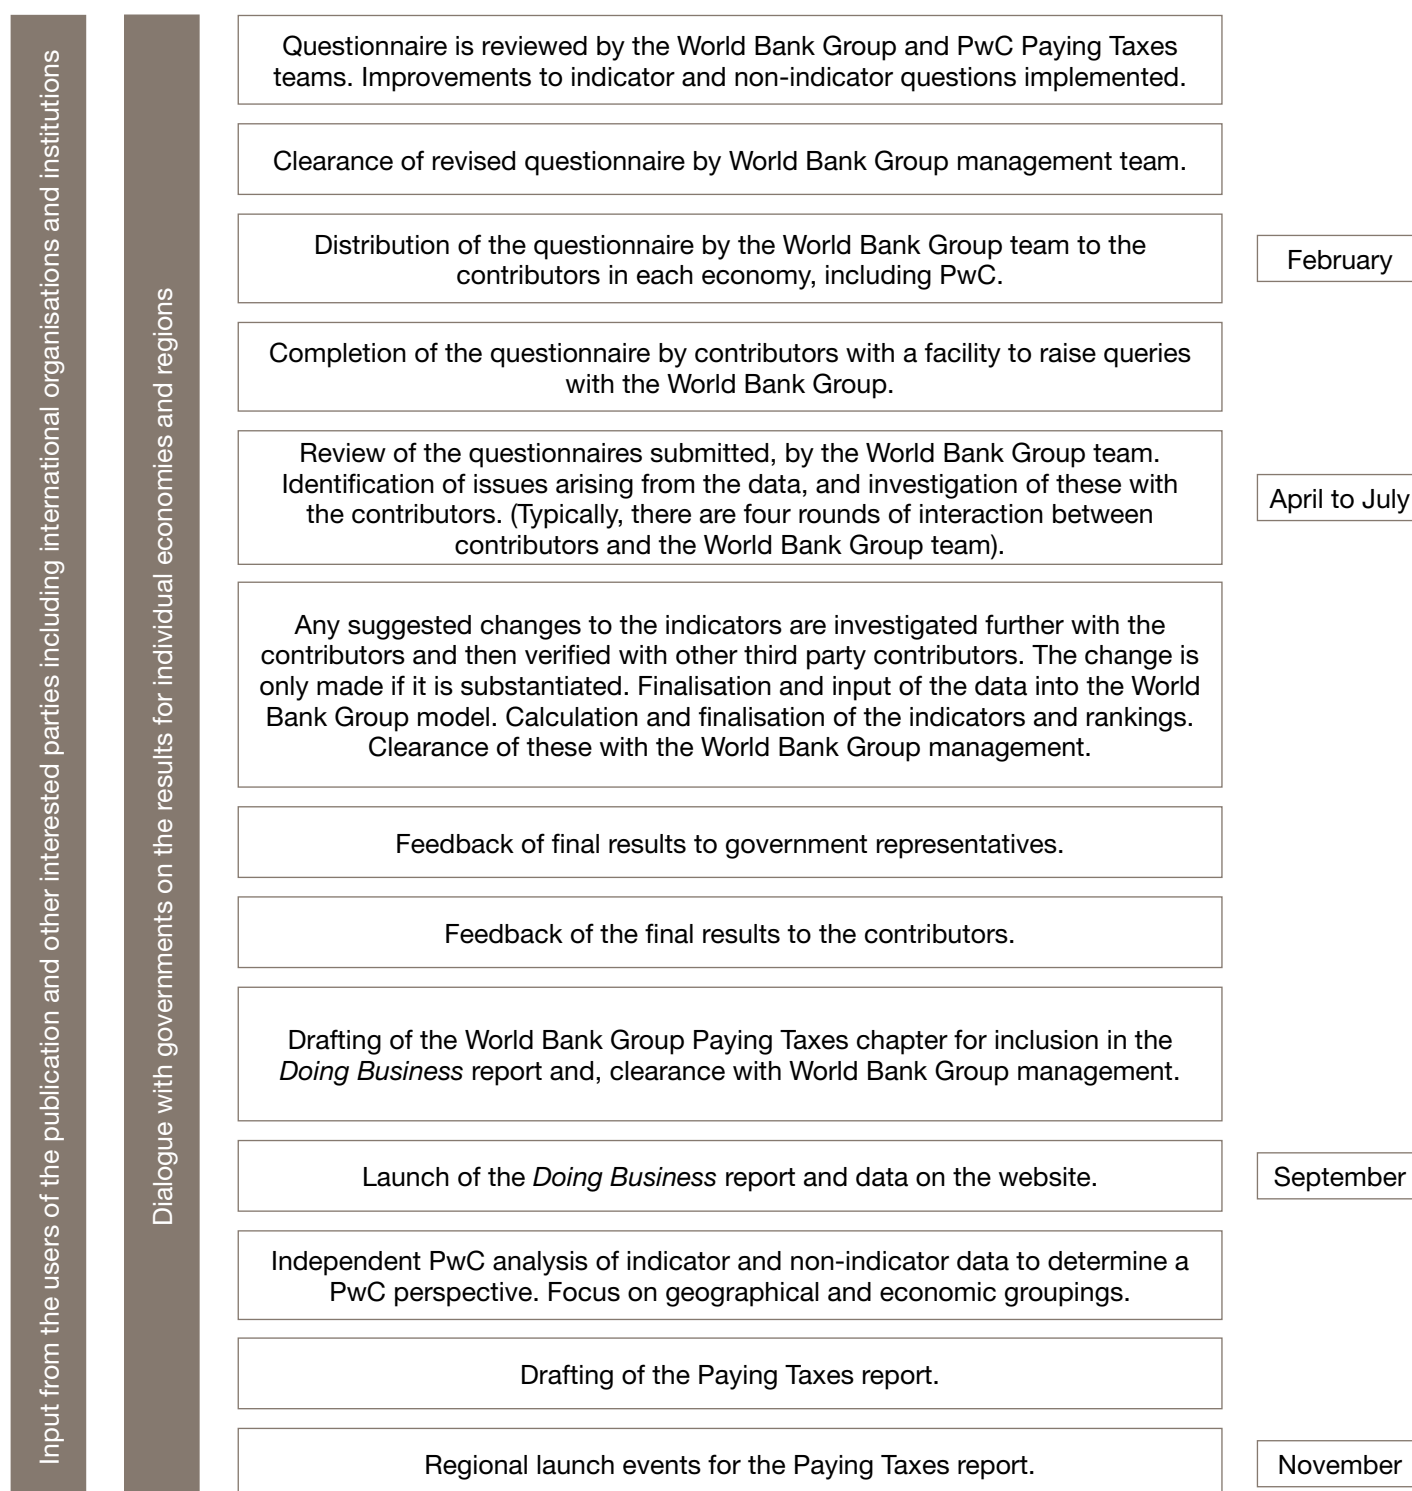 Input from the users of the publication and other interested parties including international organisations and institutions
Dialogue with governments on the results for individual economies and regions
Questionnaire is reviewed by the World Bank Group and PwC Paying Taxes
teams. Improvements to indicator and non-indicator questions implemented.
Clearance of revised questionnaire by World Bank Group management team.
Distribution of the questionnaire by the World Bank Group team to the
contributors in each economy, including PwC.
February
Completion of the questionnaire by contributors with a facility to raise queries
with the World Bank Group.
Review of the questionnaires submitted, by the World Bank Group team.
Identification of issues arising from the data, and investigation of these with
the contributors. (Typically, there are four rounds of interaction between
contributors and the World Bank Group team).
April to July
Any suggested changes to the indicators are investigated further with the
contributors and then verified with other third party contributors. The change is
only made if it is substantiated. Finalisation and input of the data into the World
Bank Group model. Calculation and finalisation of the indicators and rankings.
Clearance of these with the World Bank Group management.
Feedback of final results to government representatives.
Feedback of the final results to the contributors.
Drafting of the World Bank Group Paying Taxes chapter for inclusion in the
Doing Business report and, clearance with World Bank Group management.
Launch of the Doing Business report and data on the website.
September
Independent PwC analysis of indicator and non-indicator data to determine a
PwC perspective. Focus on geographical and economic groupings.
Drafting of the Paying Taxes report.
Regional launch events for the Paying Taxes report.
November